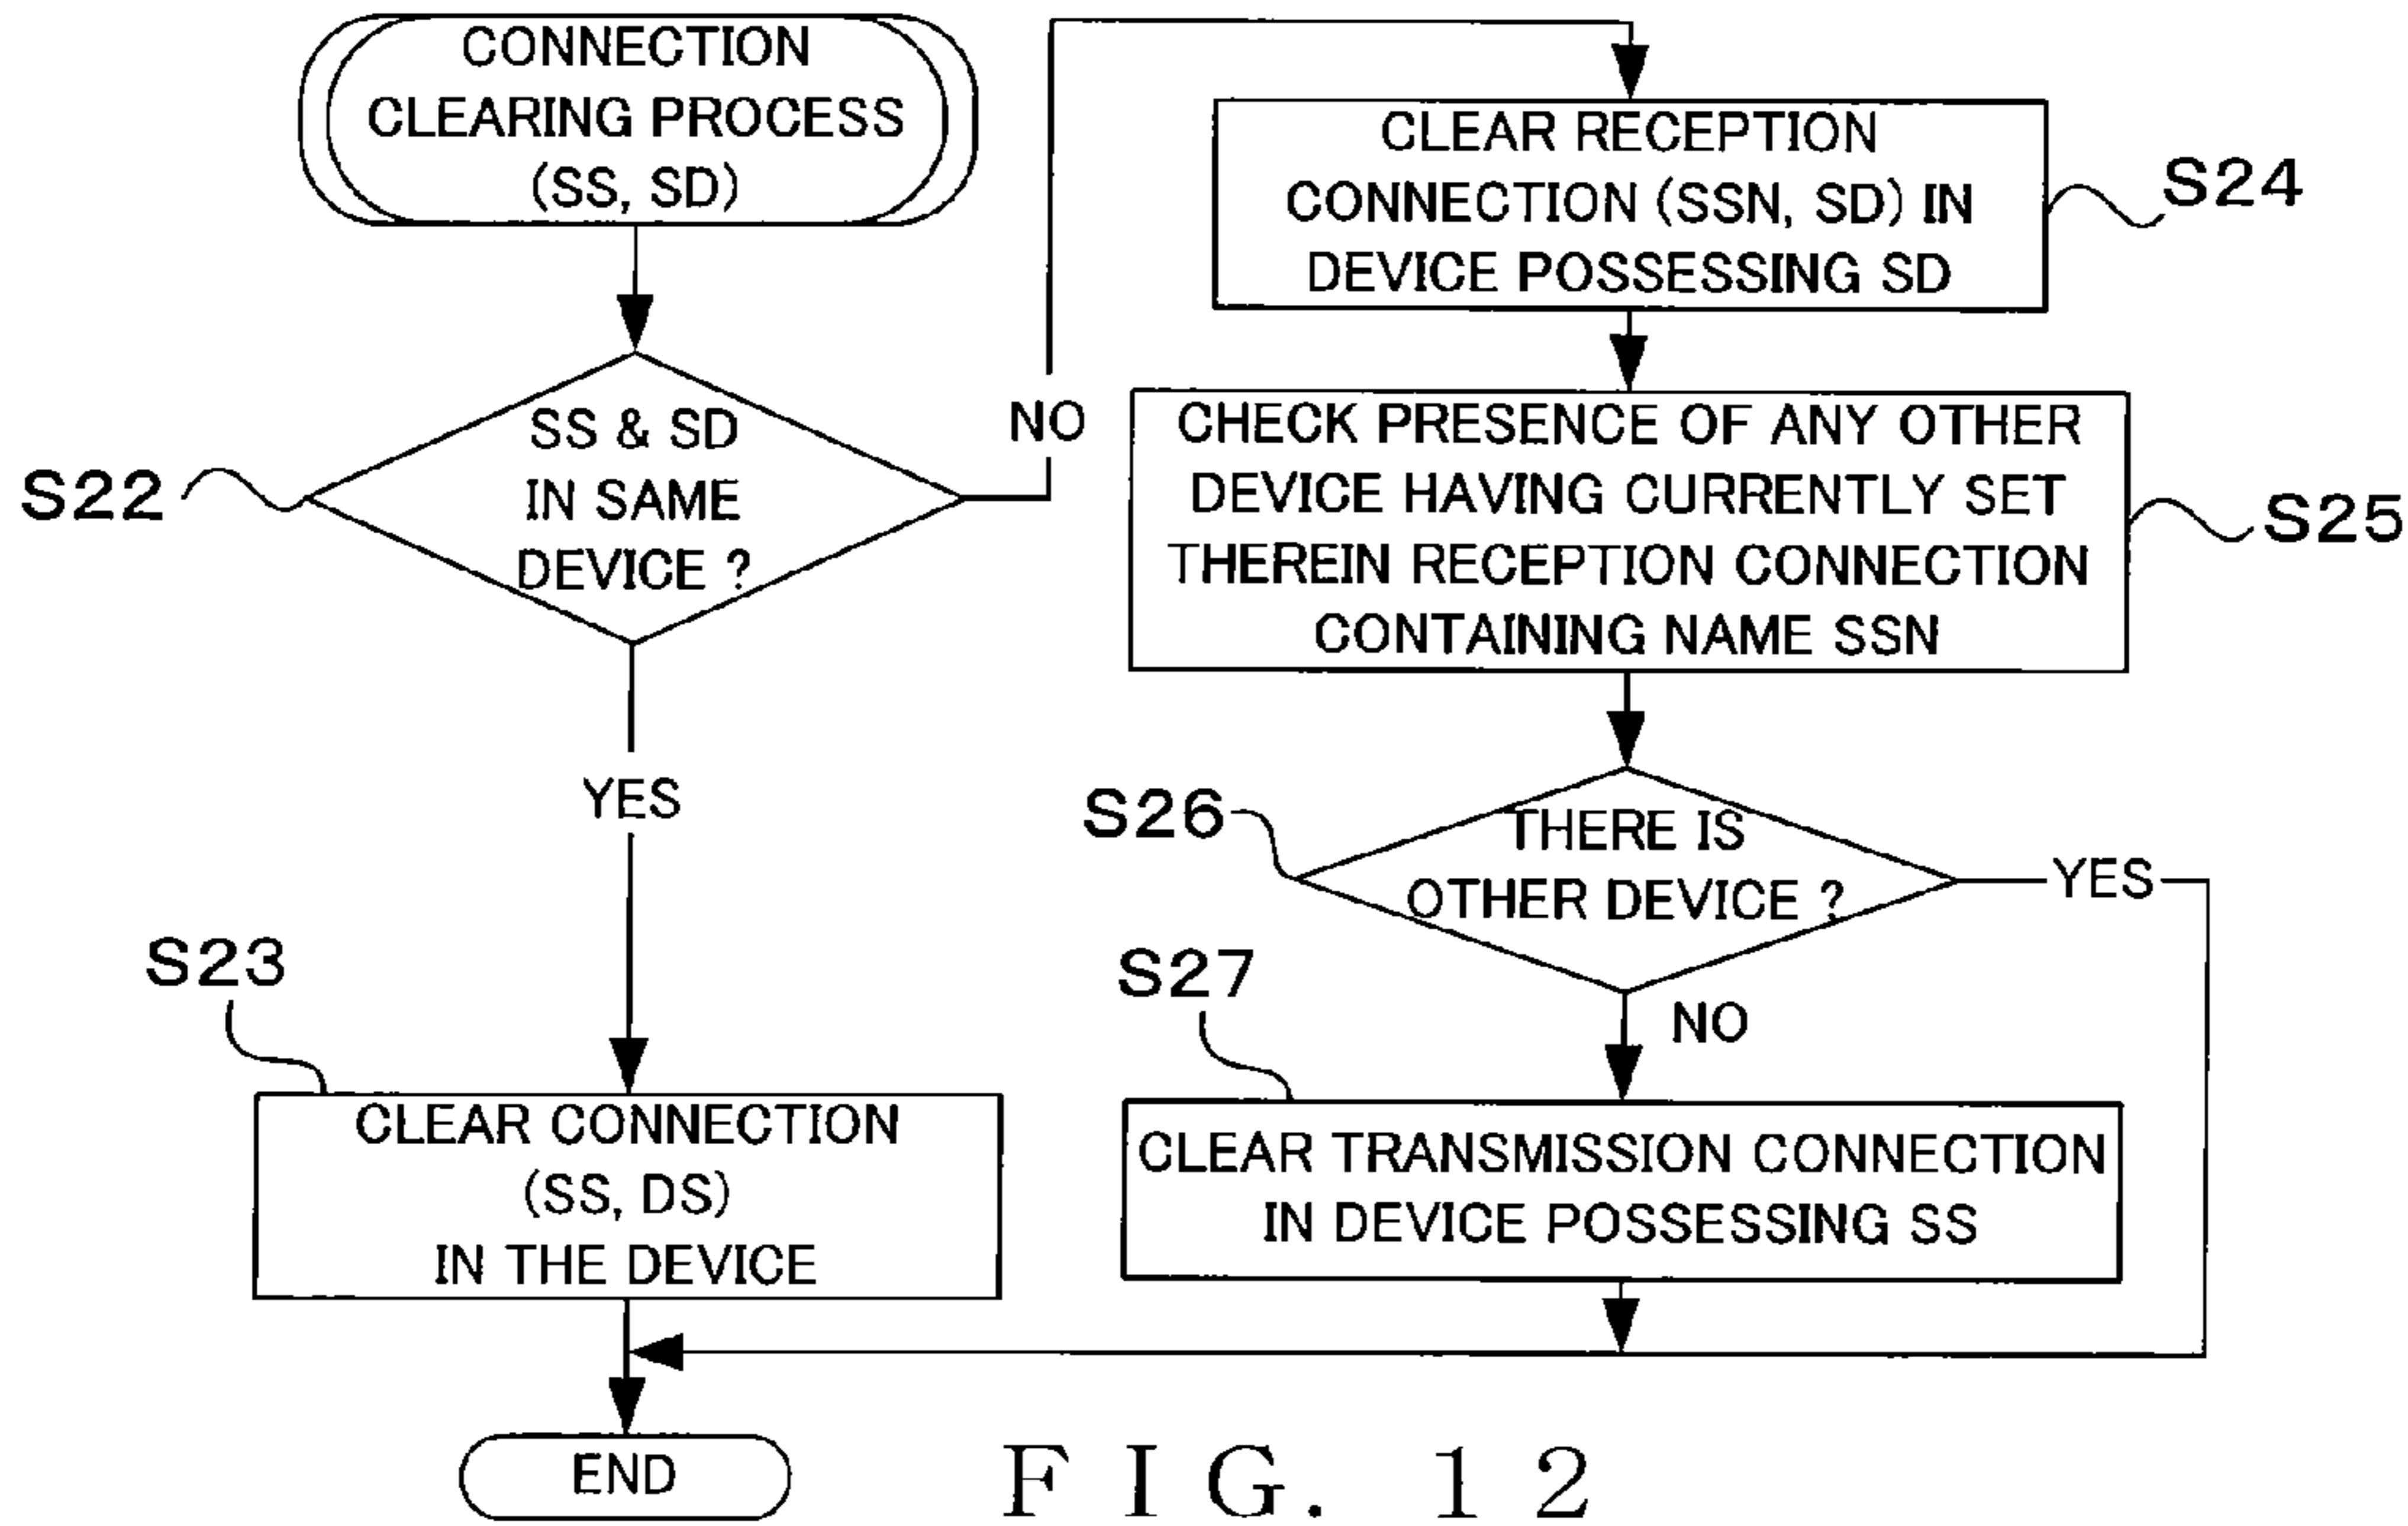 CONNECTION
CLEARING PROCESS
(SS, SD)
S22
SS & SD
IN SAME
DEVICE ?
NO
YES
S23
CLEAR CONNECTION
(SS, DS)
IN THE DEVICE
END
CLEAR RECEPTION
CONNECTION (SSN, SD) IN
DEVICE POSSESSING SD
S24
CHECK PRESENCE OF ANY OTHER
DEVICE HAVING CURRENTLY SET
THEREIN RECEPTION CONNECTION
CONTAINING NAME SSN
S25
S26
THERE IS
OTHER DEVICE ?
YES
NO
S27
CLEAR TRANSMISSION CONNECTION
IN DEVICE POSSESSING SS
FIG. 12